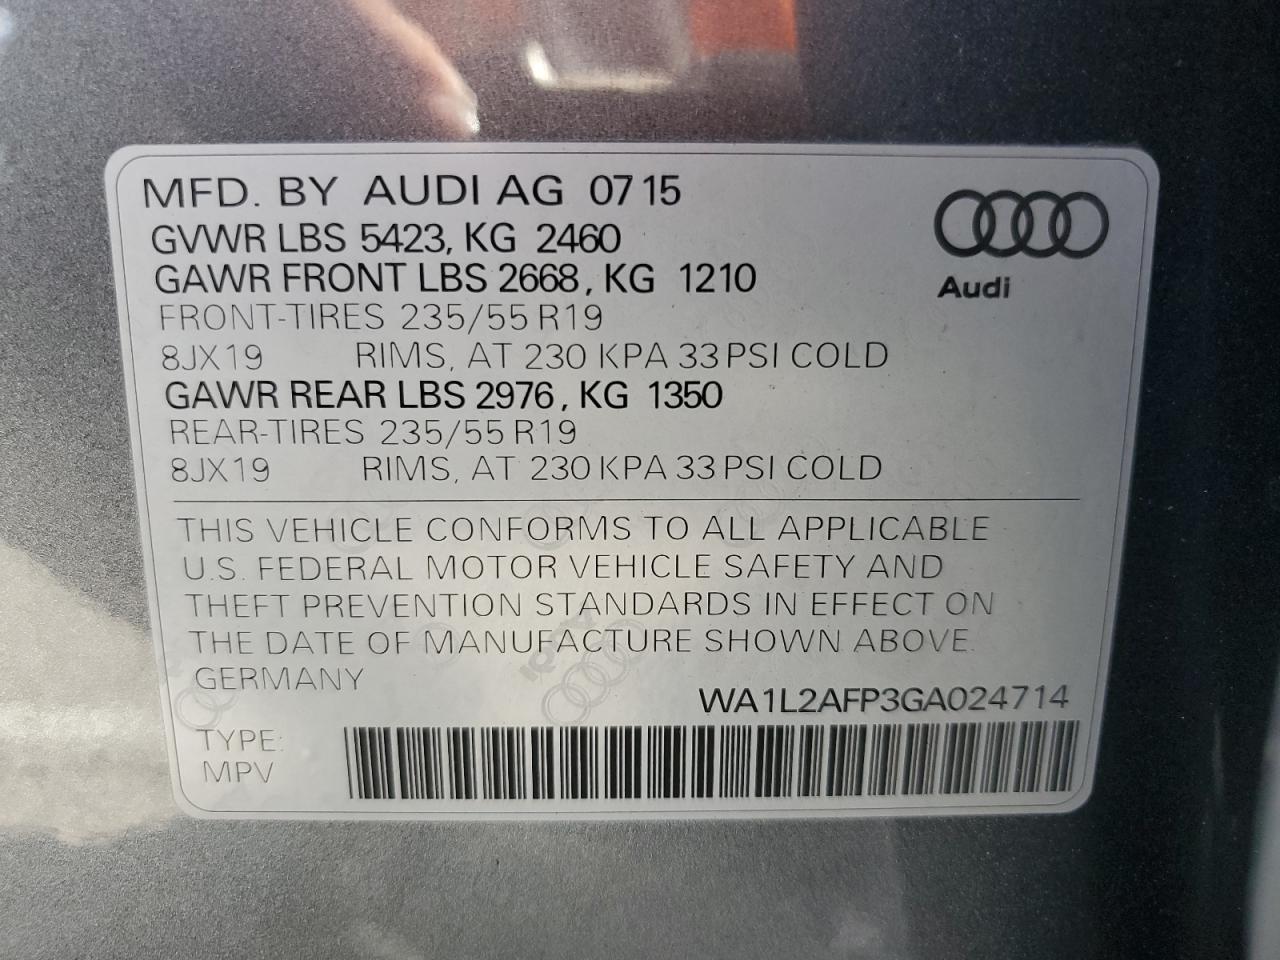 MFD. BY AUDI AG 07 15
GVWR LBS 5423, KG 2460
GAWR FRONT LBS 2668, KG 1210
FRONT-TIRES 235/55 R19
8JX19 RIMS, AT 230 KPA 33 PSI COLD
GAWR REAR LBS 2976, KG 1350
REAR-TIRES 235/55 R19
8JX19 RIMS, AT 230 KPA 33 PSI COLD
Audi
THIS VEHICLE CONFORMS TO ALL APPLICABLE
U.S. FEDERAL MOTOR VEHICLE SAFETY AND
THEFT PREVENTION STANDARDS IN EFFECT ON
THE DATE OF MANUFACTURE SHOWN ABOVE.
GERMANY
WA1L2AFP3GA024714
TYPE:
MPV